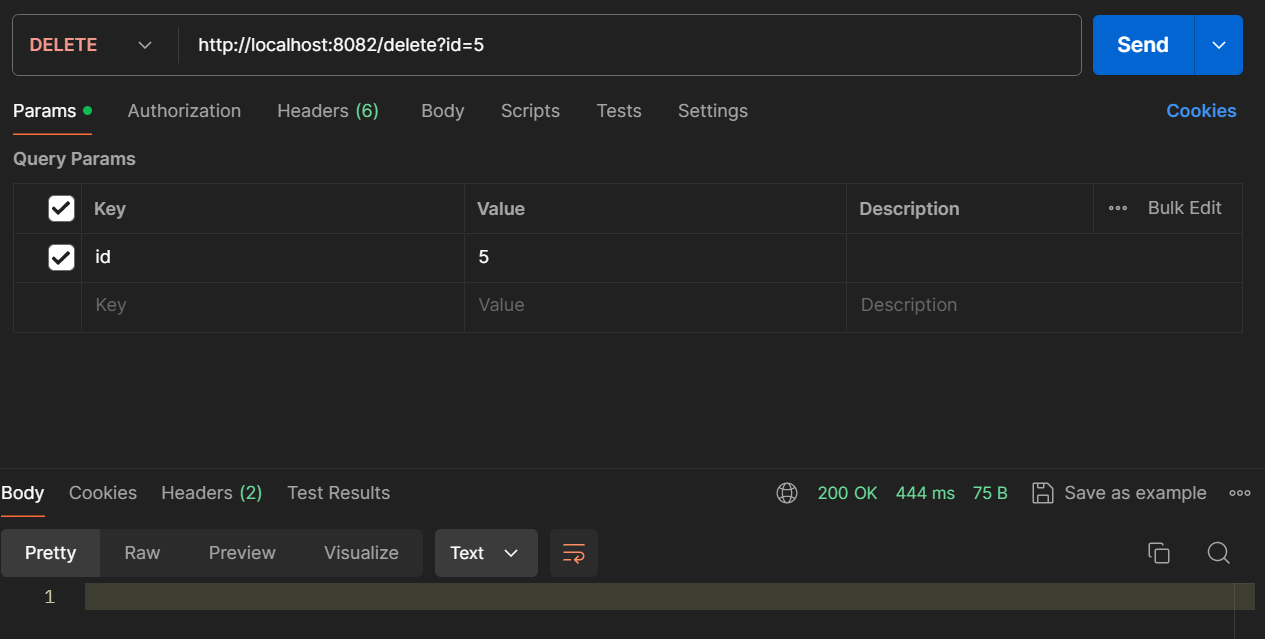 DELETE http://localhost:8082/delete?id=5 Send
Params Authorization Headers (6) Body Scripts Tests Settings Cookies
Query Params
Key Value Description Bulk Edit
id 5
Key Value Description
Body Cookies Headers (2) Test Results 200 OK 444 ms 75 B Save as example
Pretty Raw Preview Visualize Text
1